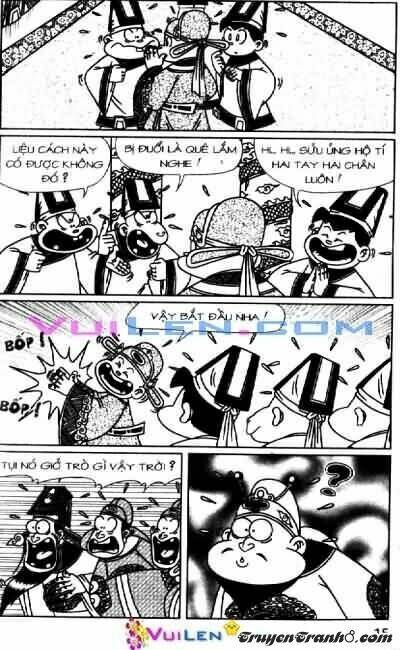 LIỆU CÁCH NÀY
CÓ ĐƯỢC KHÔNG
ĐÓ?
BỊ ĐUỔI LÀ QUÊ LẮM
NGHE!
HI, HI, SỬU ỦNG HỘ TÍ
HAI TAY HAI CHÂN
LUÔN!
VẬY BẮT ĐẦU NHA!
VUILEN.COM
BỐP!
BỐP!
TỤI NÓ GIỞ TRÒ GÌ VẬY TRỜI?
?
VUILEN
TruyenTranh8.com